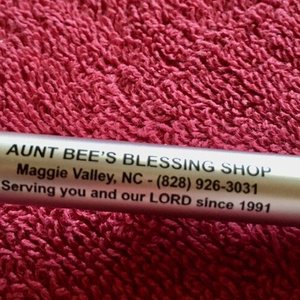 AUNT BEE'S BLESSING SHOP
Maggie Valley, NC - (828) 926-3031
Serving you and our LORD since 1991